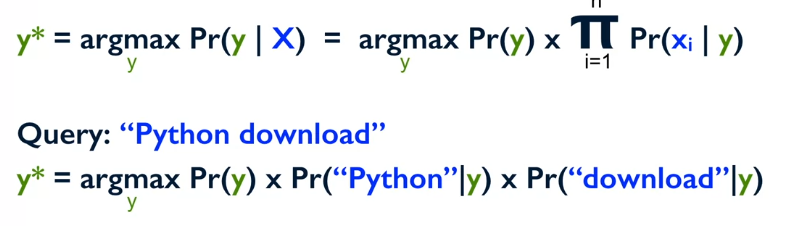 n
y* = argmax Pr(y | X) = argmax Pr(y) x ∏ Pr(xᵢ | y)
y y i=1
Query: “Python download”
y* = argmax Pr(y) x Pr(“Python”|y) x Pr(“download”|y)
y